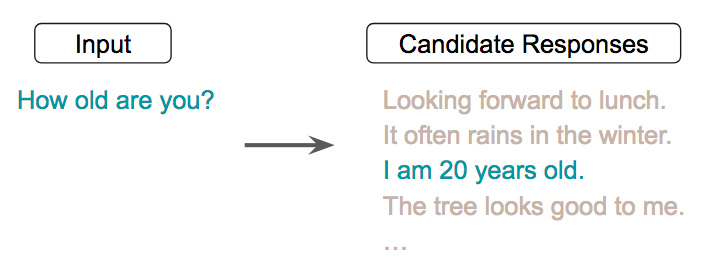 Input
Candidate Responses
How old are you?
Looking forward to lunch.
It often rains in the winter.
I am 20 years old.
The tree looks good to me.
...